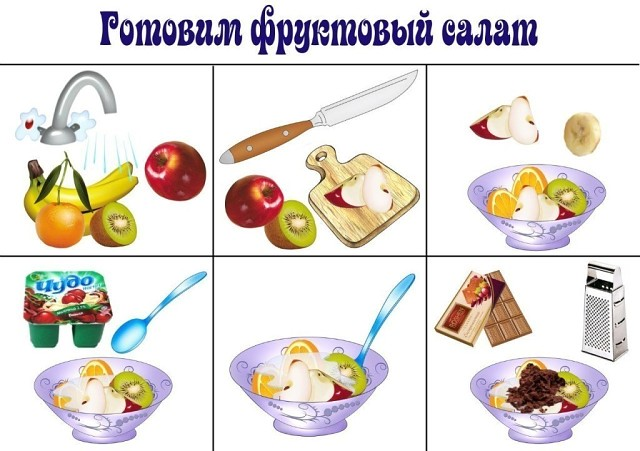 Готовим фруктовый салат
Чудо